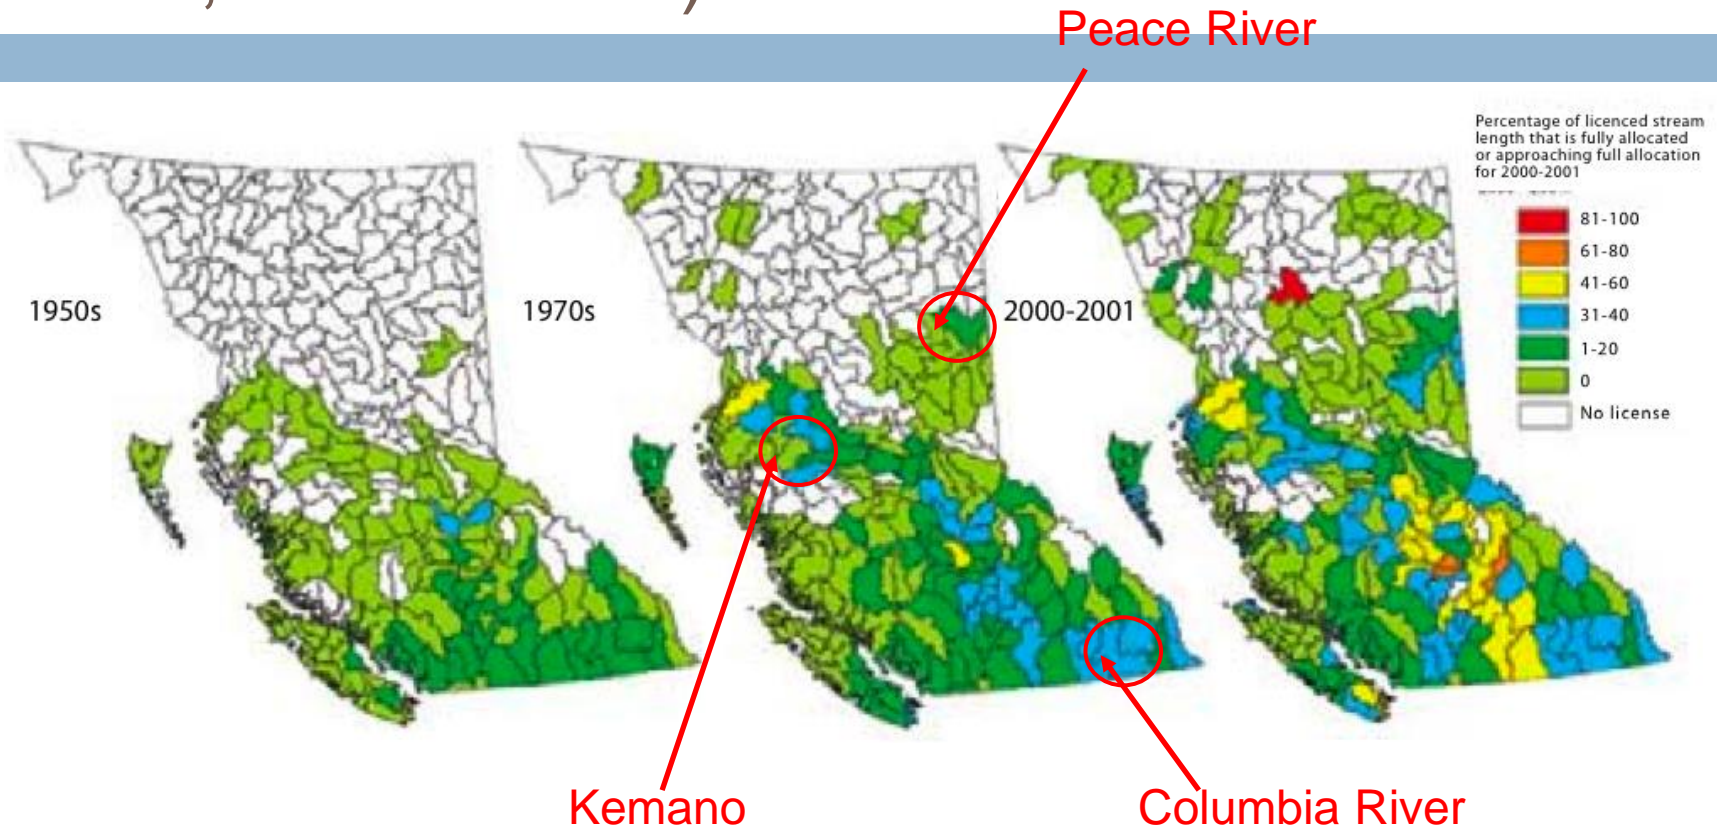 Peace River
Percentage of licenced stream
length that is fully allocated
or approaching full allocation
for 2000-2001
81-100
61-80
41-60
31-40
1-20
0
No license
1950s
1970s
2000-2001
Kemano
Columbia River